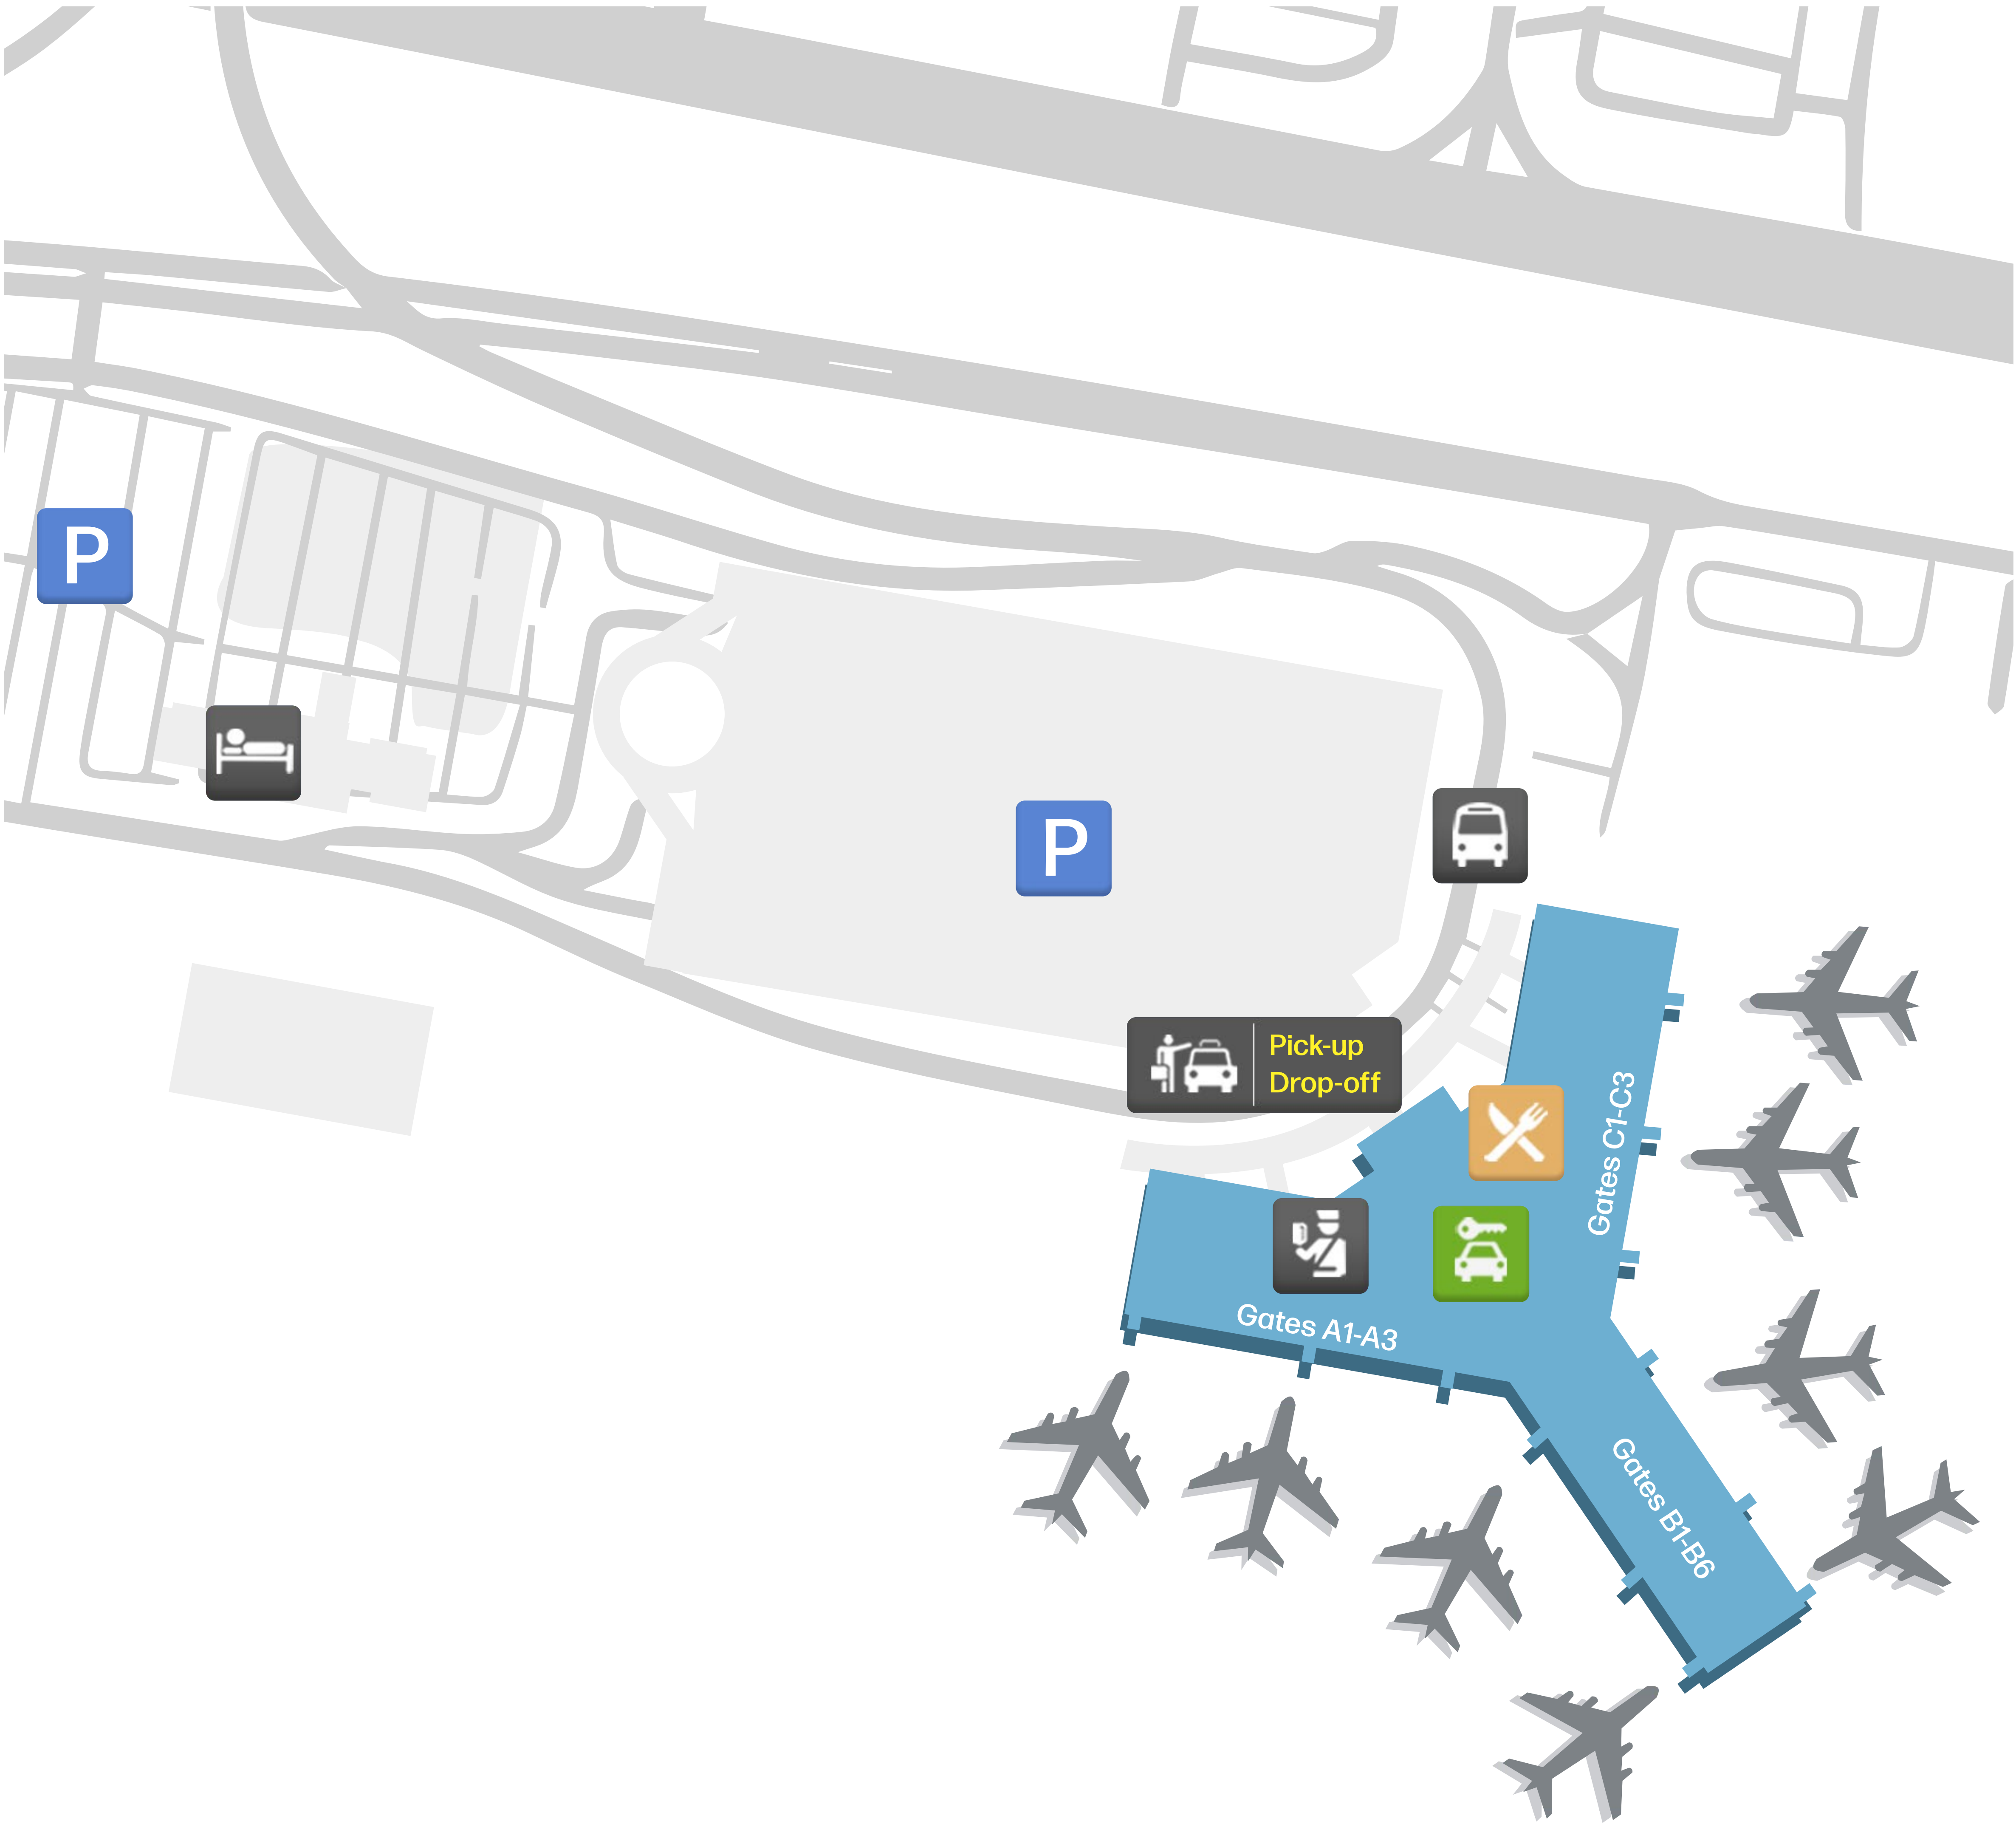 P
P
Pick-up
Drop-off
Gates C1-C3
Gates A1-A3
Gates B1-B6